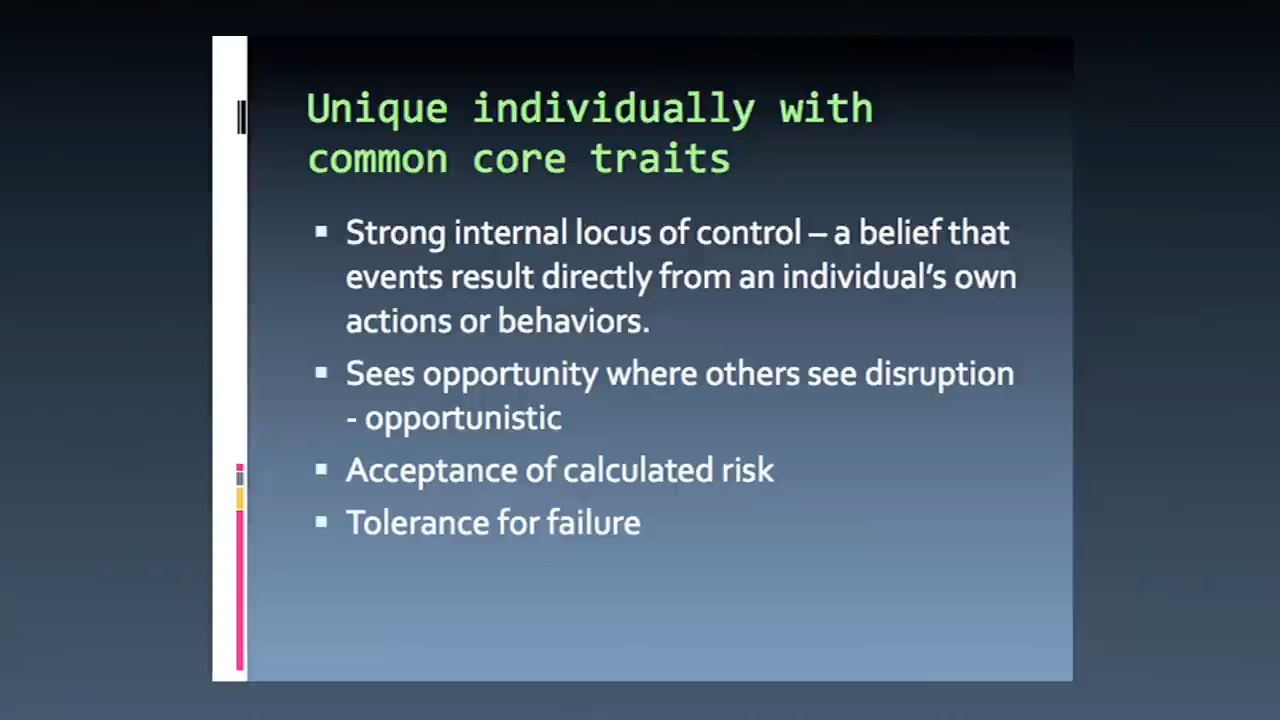 Unique individually with
common core traits
▪ Strong internal locus of control – a belief that
events result directly from an individual’s own
actions or behaviors.
▪ Sees opportunity where others see disruption
- opportunistic
▪ Acceptance of calculated risk
▪ Tolerance for failure